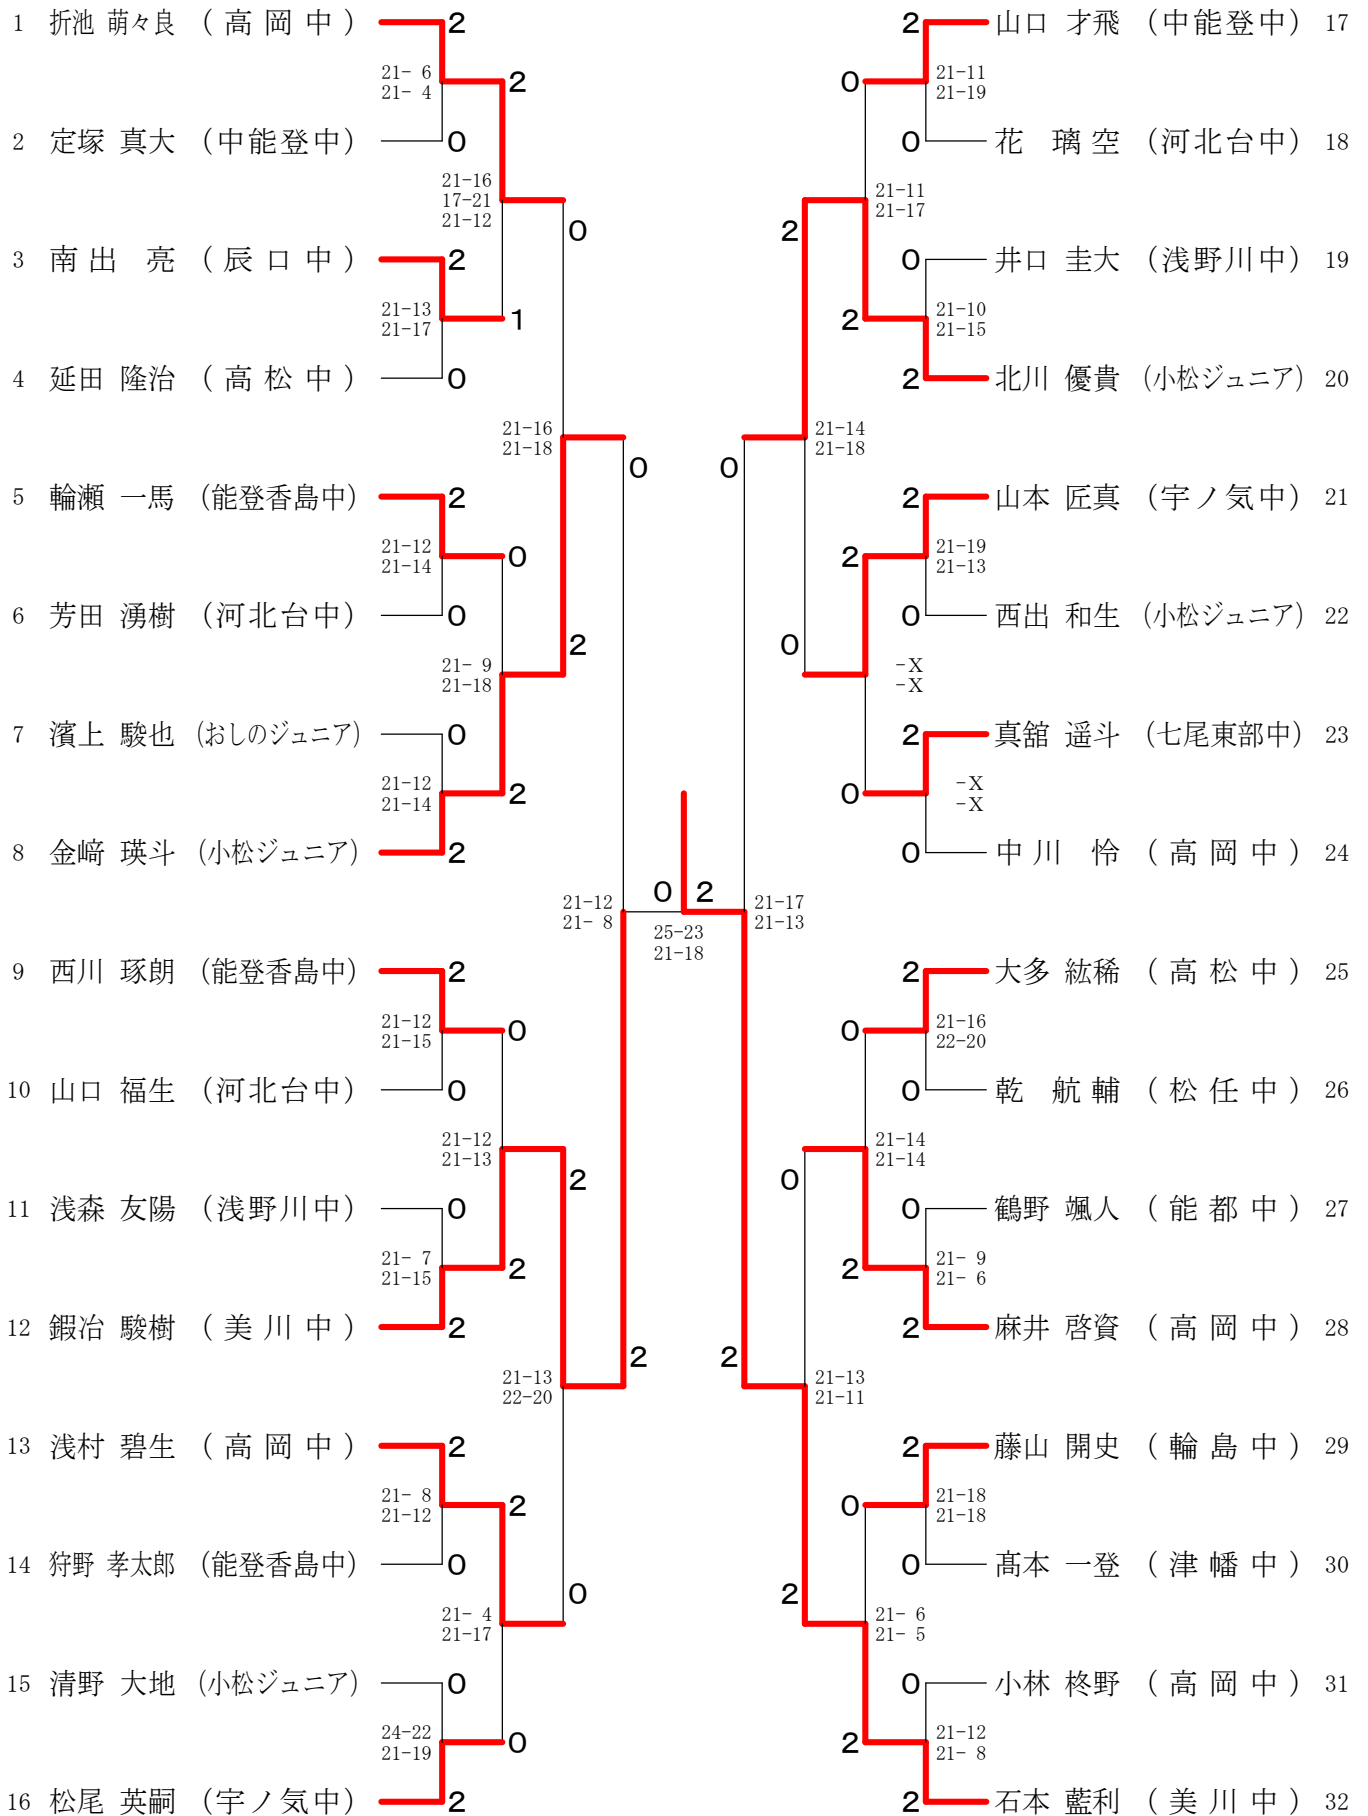 1 折池 萌々良 (高岡中) 2
2 山口 才飛 (中能登中) 17
21- 6
21- 4
2
0
21-11
21-19
2 定塚 真大 (中能登中) 0
0 花 璃空 (河北台中) 18
21-16
17-21
21-12
0
2
21-11
21-17
3 南出 亮 (辰口中) 2
0 井口 圭大 (浅野川中) 19
21-13
21-17
1
2
21-10
21-15
4 延田 隆治 (高松中) 0
2 北川 優貴 (小松ジュニア) 20
21-16
21-18
0
0
21-14
21-18
5 輪瀬 一馬 (能登香島中) 2
2 山本 匠真 (宇ノ気中) 21
21-12
21-14
0
2
21-19
21-13
6 芳田 湧樹 (河北台中) 0
0 西出 和生 (小松ジュニア) 22
21- 9
21-18
2
0
-X
-X
7 濱上 駿也 (おしのジュニア) 0
2 真舘 遥斗 (七尾東部中) 23
21-12
21-14
2
0
-X
-X
8 金﨑 瑛斗 (小松ジュニア) 2
0 中川 怜 (高岡中) 24
21-12
21- 8
0 2
25-23
21-18
21-17
21-13
9 西川 琢朗 (能登香島中) 2
2 大多 紘稀 (高松中) 25
21-12
21-15
0
0
21-16
22-20
10 山口 福生 (河北台中) 0
0 乾 航輔 (松任中) 26
21-12
21-13
2
0
21-14
21-14
11 浅森 友陽 (浅野川中) 0
0 鶴野 颯人 (能都中) 27
21- 7
21-15
2
2
21- 9
21- 6
12 鍜冶 駿樹 (美川中) 2
2 麻井 啓資 (高岡中) 28
21-13
22-20
2
2
21-13
21-11
13 浅村 碧生 (高岡中) 2
2 藤山 開史 (輪島中) 29
21- 8
21-12
2
0
21-18
21-18
14 狩野 孝太郎 (能登香島中) 0
0 髙本 一登 (津幡中) 30
21- 4
21-17
0
2
21- 6
21- 5
15 清野 大地 (小松ジュニア) 0
0 小林 柊野 (高岡中) 31
24-22
21-19
0
2
21-12
21- 8
16 松尾 英嗣 (宇ノ気中) 2
2 石本 藍利 (美川中) 32